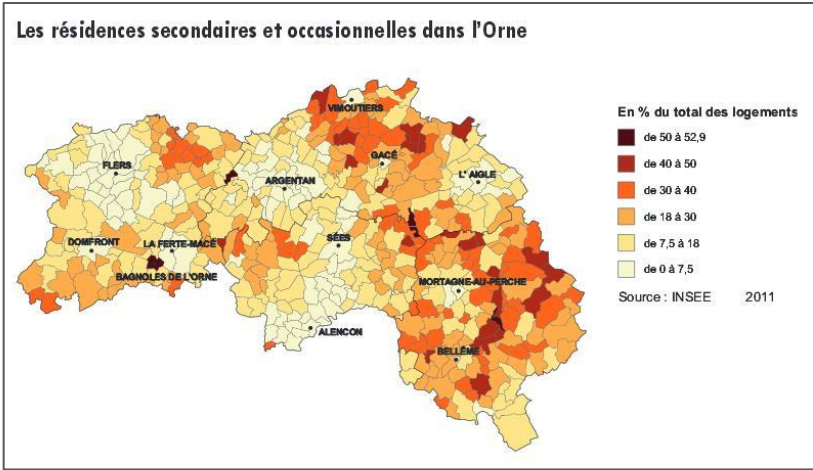 Les résidences secondaires et occasionnelles dans l'Orne
VIMOUTIERS
FLERS
GACÉ
L' AIGLE
ARGENTAN
DOMFRONT
LA FERTE-MACÉ
SÉES
BAGNOLES DE L'ORNE
MORTAGNE-AU-PERCHE
ALENCON
BELLÊME
En % du total des logements
de 50 à 52,9
de 40 à 50
de 30 à 40
de 18 à 30
de 7,5 à 18
de 0 à 7,5
Source : INSEE 2011